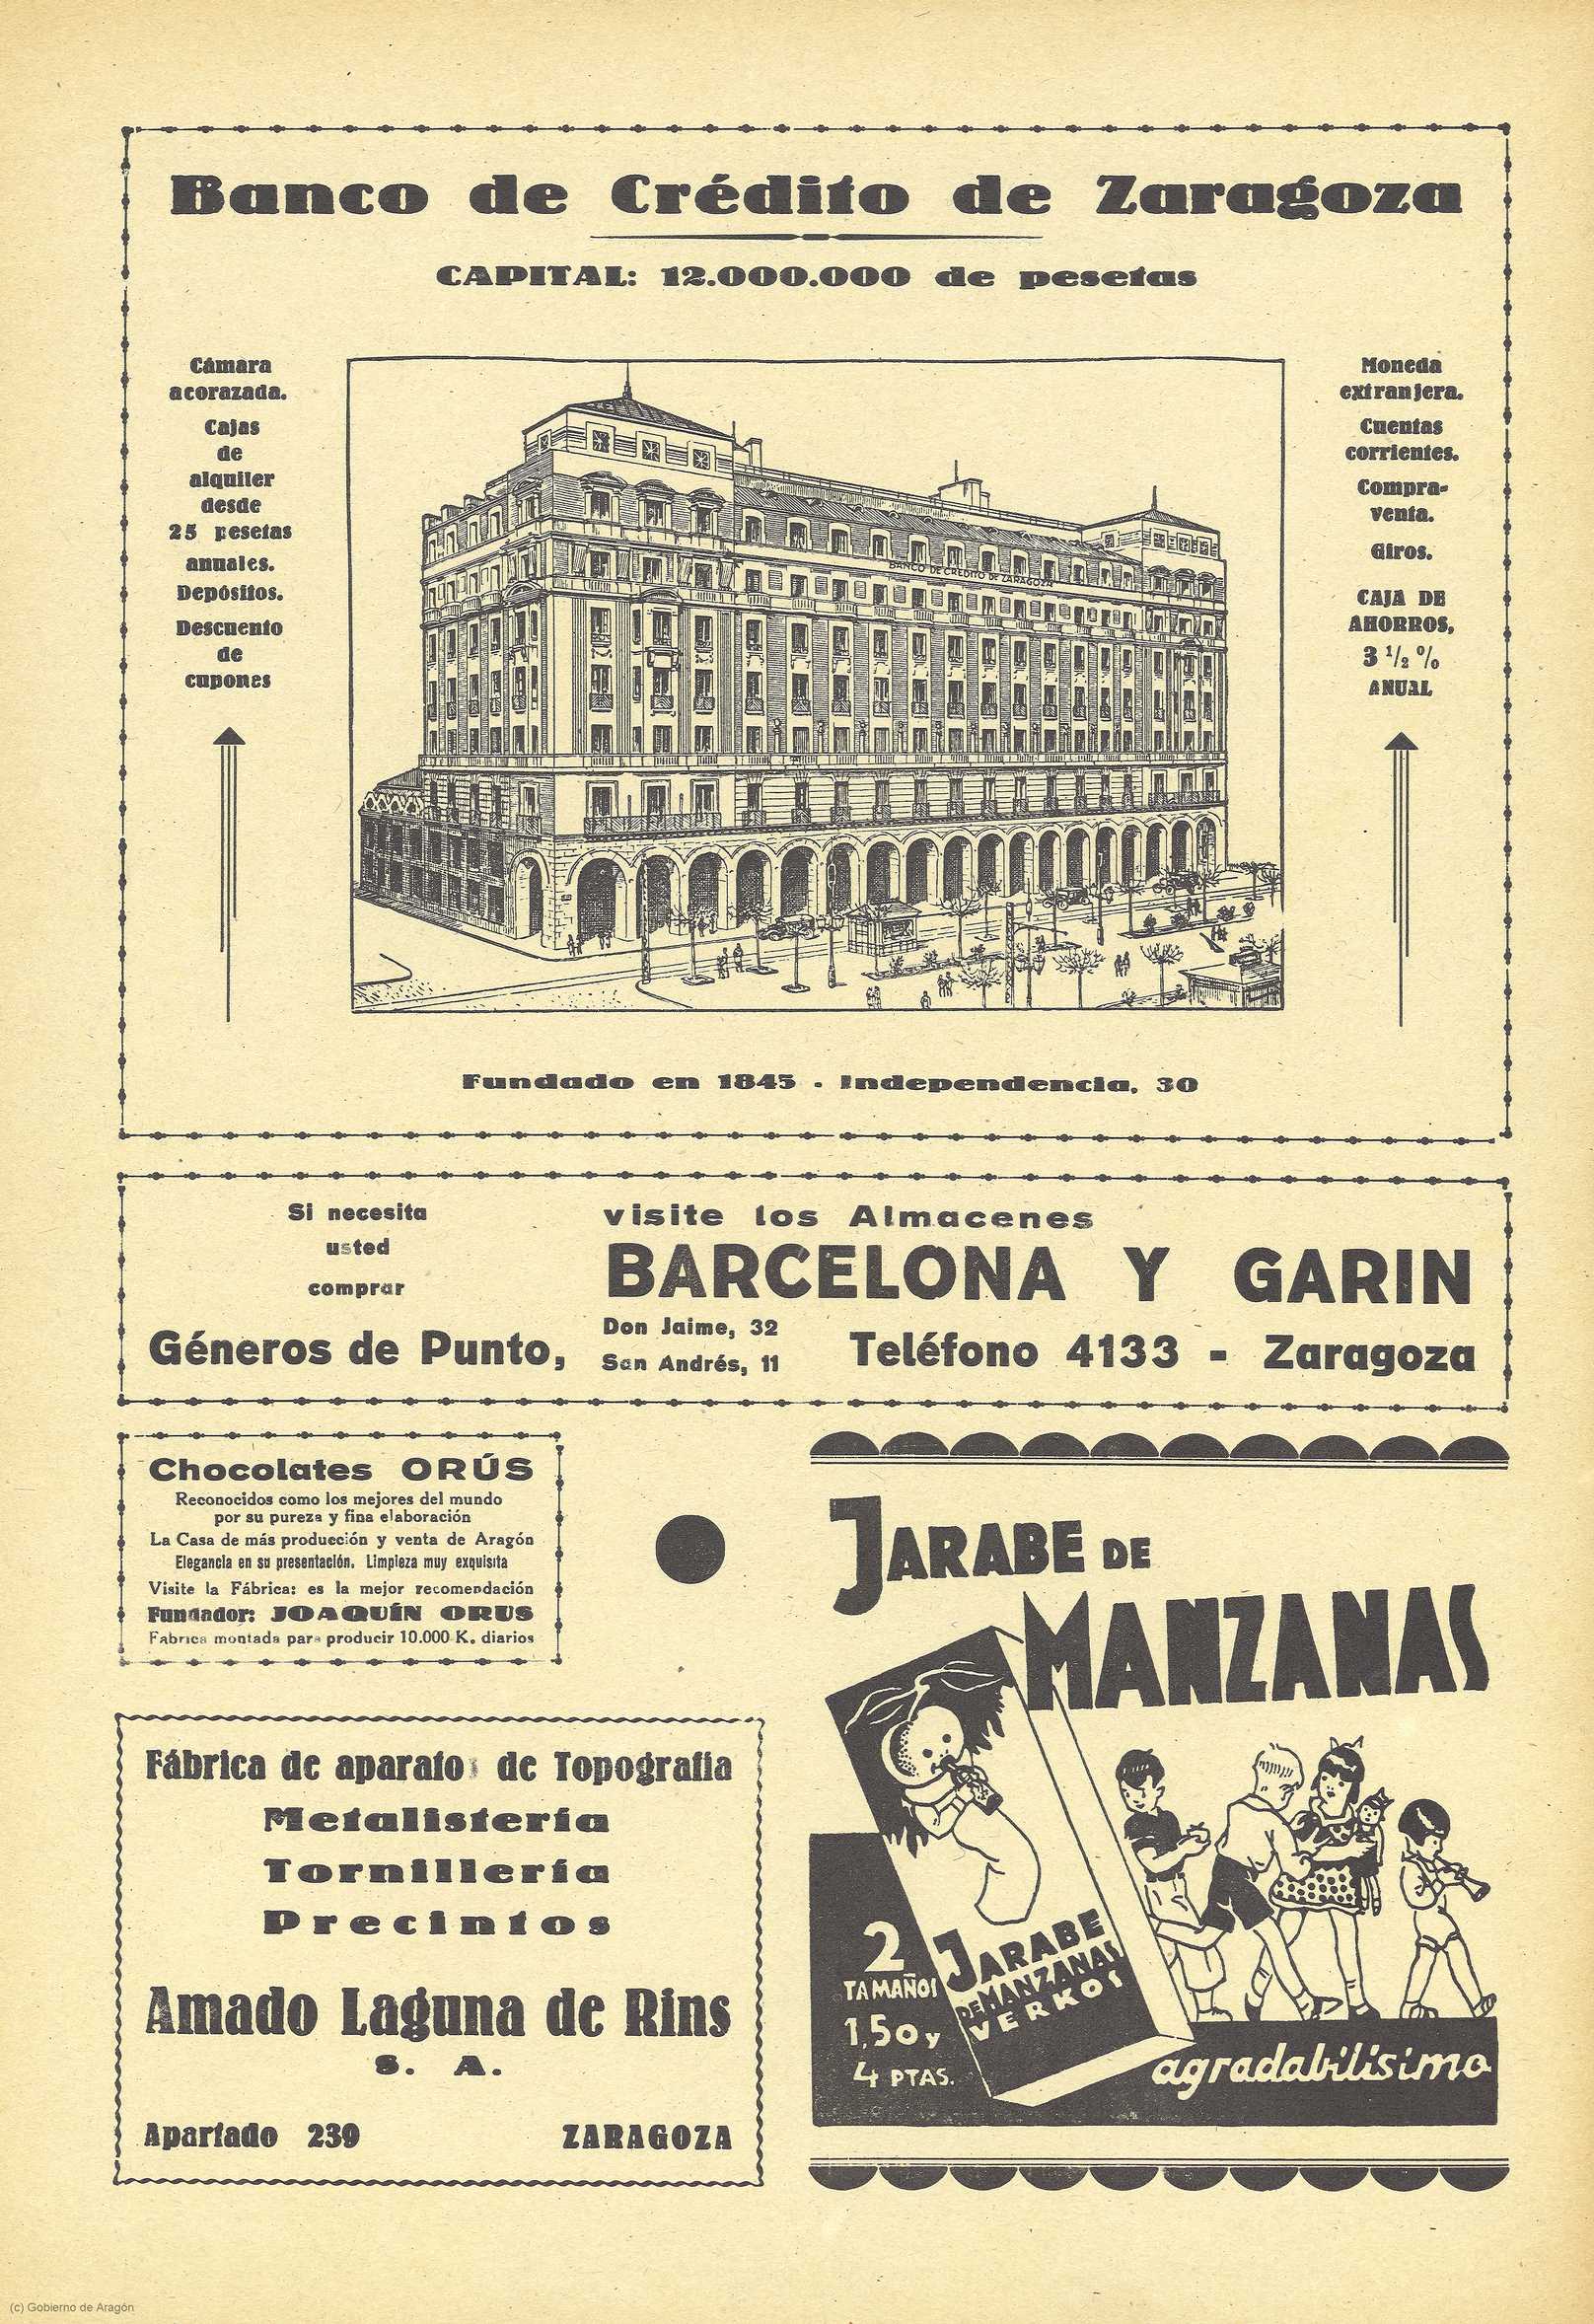 Banco de Crédito de Zaragoza
CAPITAL: 12.000.000 de pesetas
Cámara
acorazada.
Cajas
de
alquiler
desde
25 pesetas
anuales.
Depósitos.
Descuento
de
cupones
BANCO DE CREDITO DE ZARAGOZA
Moneda
extranjera.
Cuentas
corrientes.
Compra-
venta.
Giros.
CAJA DE
AHORROS,
3 1/2 %
ANUAL
Fundado en 1845 - Independencia, 30
Si necesita
usted
comprar
Géneros de Punto,
visite los Almacenes
BARCELONA Y GARIN
Don Jaime, 32
San Andrés, 11
Teléfono 4133 - Zaragoza
Chocolates ORÚS
Reconocidos como los mejores del mundo
por su pureza y fina elaboración
La Casa de más producción y venta de Aragón
Elegancia en su presentación. Limpieza muy exquisita
Visite la Fábrica: es la mejor recomendación
Fundador: JOAQUÍN ORUS
Fabrica montada para producir 10.000 K. diarios
Fábrica de aparatos de Topografía
Metalistería
Tornillería
Precintos
Amado Laguna de Rins
S. A.
Apartado 239 ZARAGOZA
JARABE DE
MANZANAS
JARABE
DE MANZANAS
VERKOS
2
TAMAÑOS
1,50 y
4 PTAS.
agradabilisimo
(c) Gobierno de Aragón